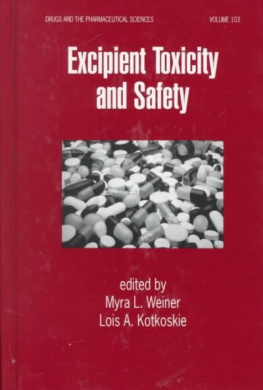 DRUGS AND THE PHARMACEUTICAL SCIENCES VOLUME 103
Excipient Toxicity
and Safety
edited by
Myra L. Weiner
Lois A. Kotkoskie